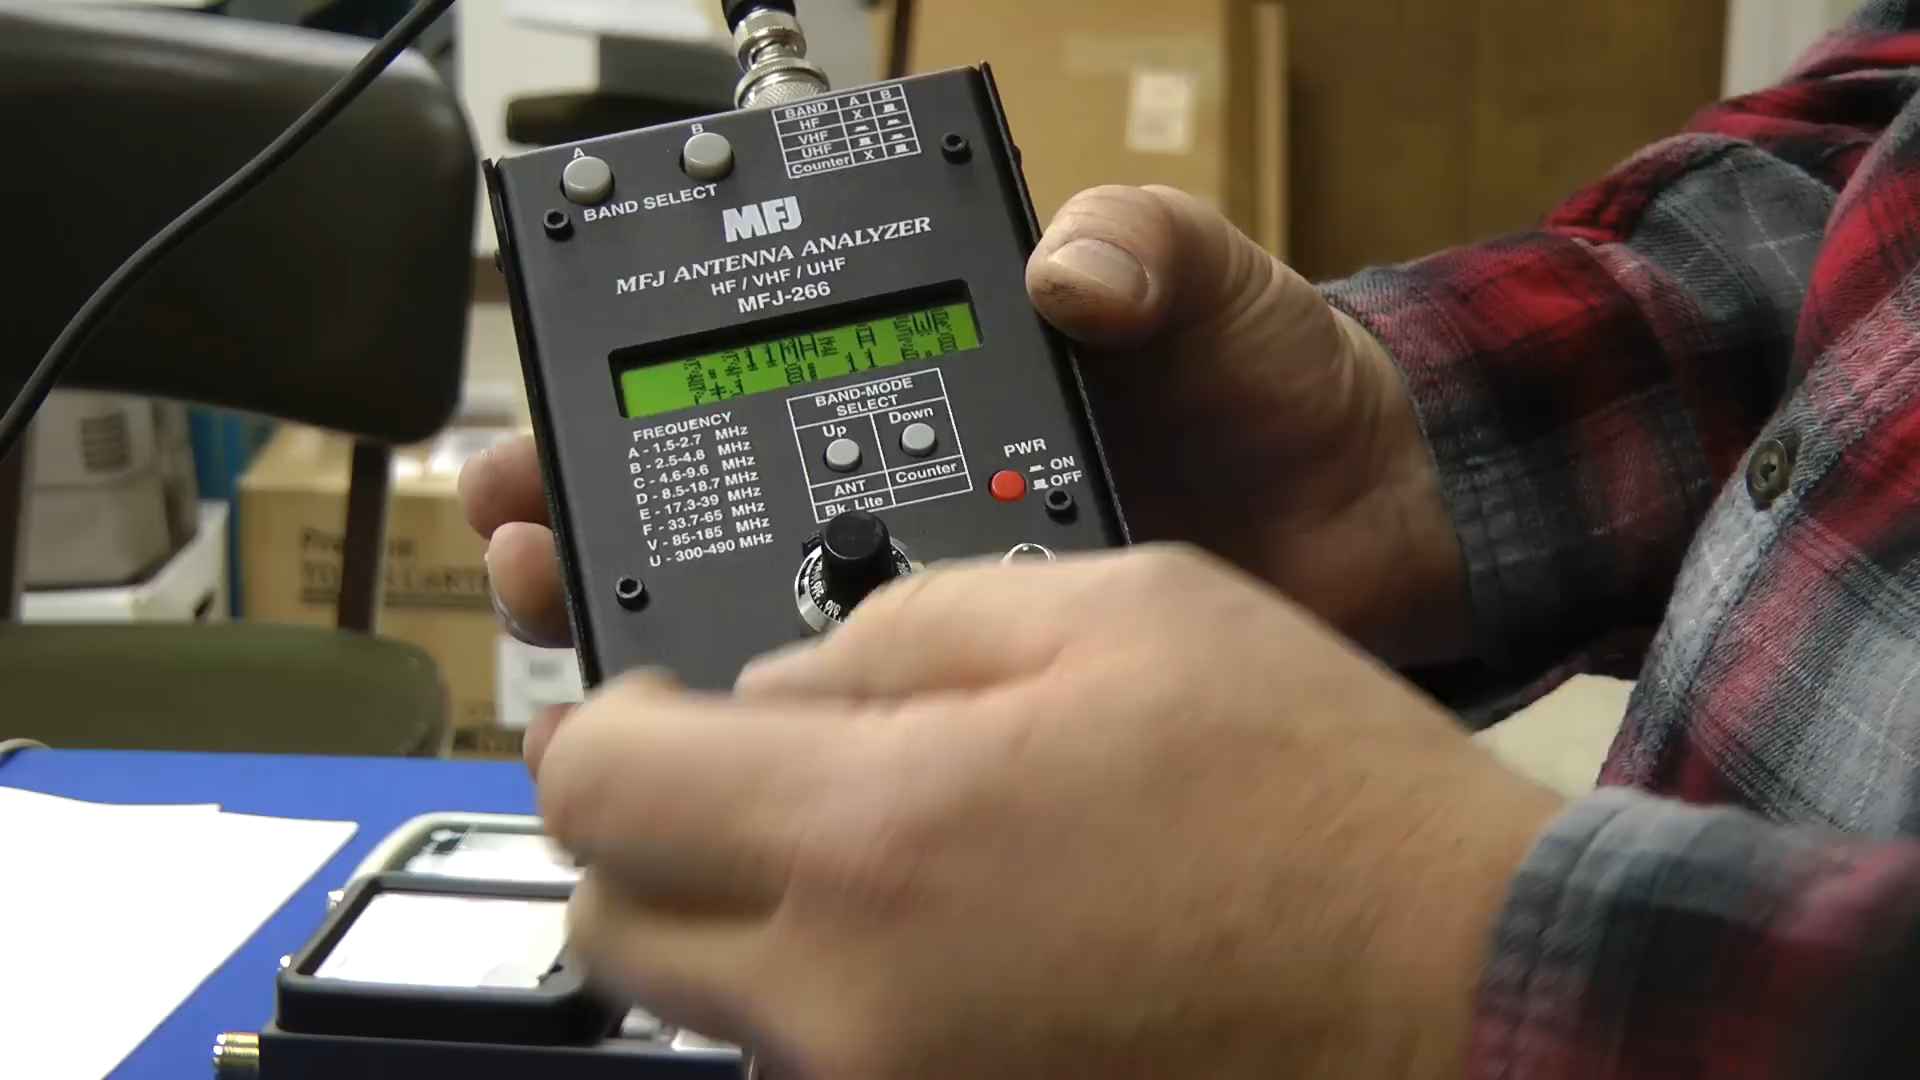 A
B
BAND SELECT
BAND A B
HF X
VHF
UHF
Counter X
MFJ
MFJ ANTENNA ANALYZER
HF / VHF / UHF
MFJ-266
FREQUENCY
A - 1.5-2.7 MHz
B - 2.5-4.8 MHz
C - 4.6-9.6 MHz
D - 8.5-18.7 MHz
E - 17.3-39 MHz
F - 33.7-65 MHz
V - 85-185 MHz
U - 300-490 MHz
BAND-MODE
SELECT
Up
Down
ANT
Counter
Bk. Lite
PWR
ON
OFF